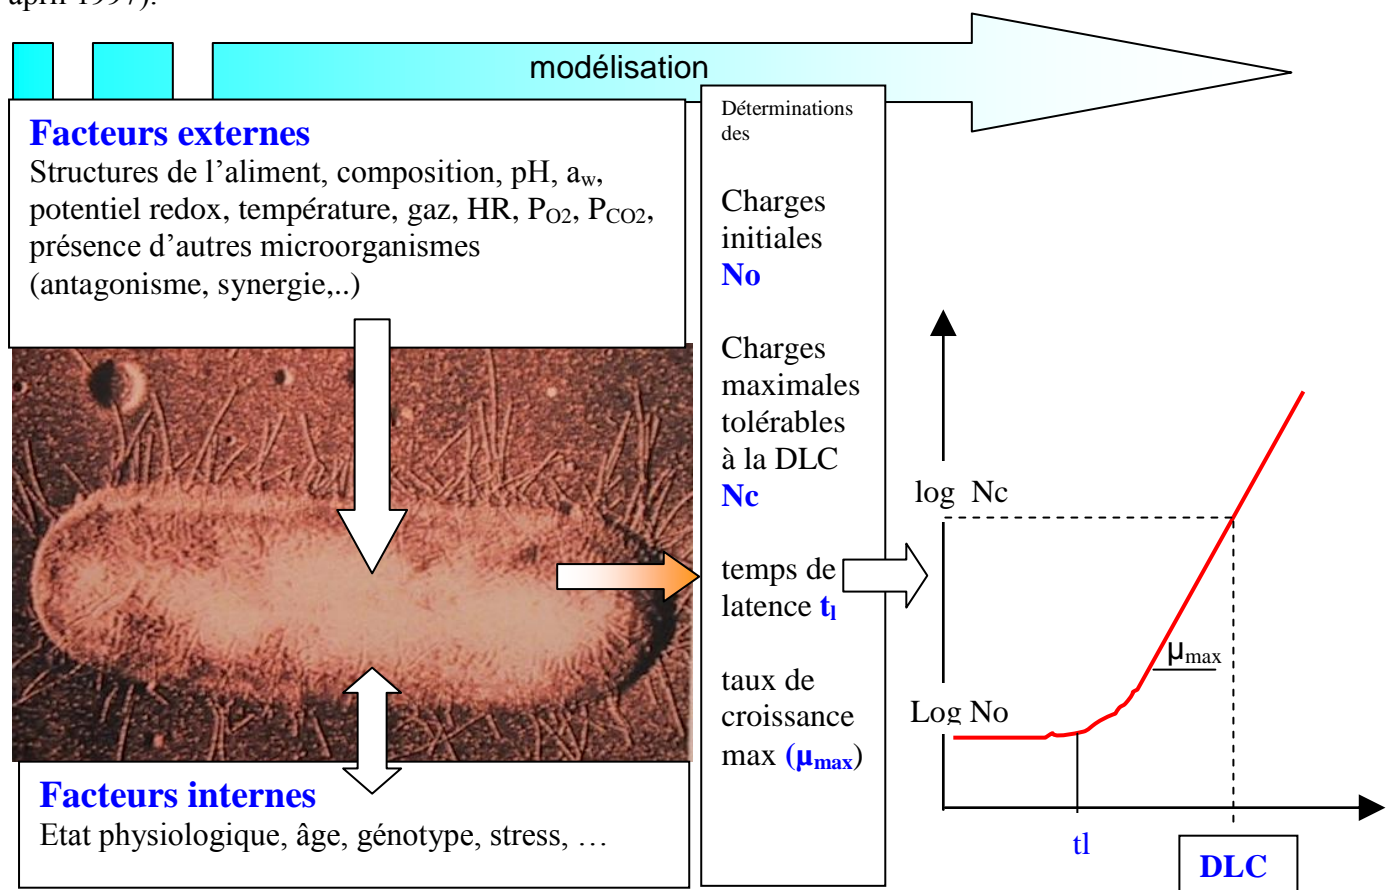 april 1997).
modélisation
Facteurs externes
Structures de l’aliment, composition, pH, aw,
potentiel redox, température, gaz, HR, PO2, PCO2,
présence d’autres microorganismes
(antagonisme, synergie,..)
Facteurs internes
Etat physiologique, âge, génotype, stress, …
Déterminations
des
Charges
initiales
No
Charges
maximales
tolérables
à la DLC
Nc
temps de
latence tl
taux de
croissance
max (µmax)
log Nc
µmax
Log No
tl
DLC